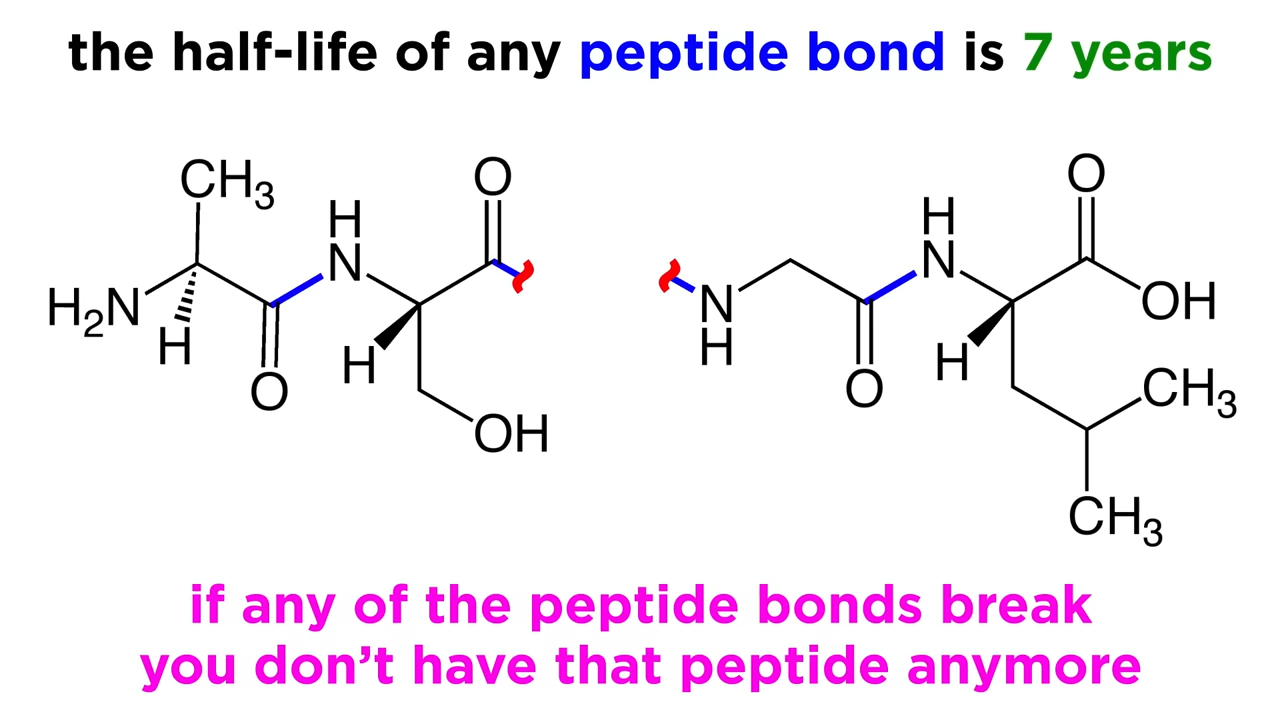 the half-life of any peptide bond is 7 years
CH3
O
H
N
H2N
H
O
H
OH
O
H
N
N
H
O
H
OH
CH3
CH3
if any of the peptide bonds break
you don't have that peptide anymore